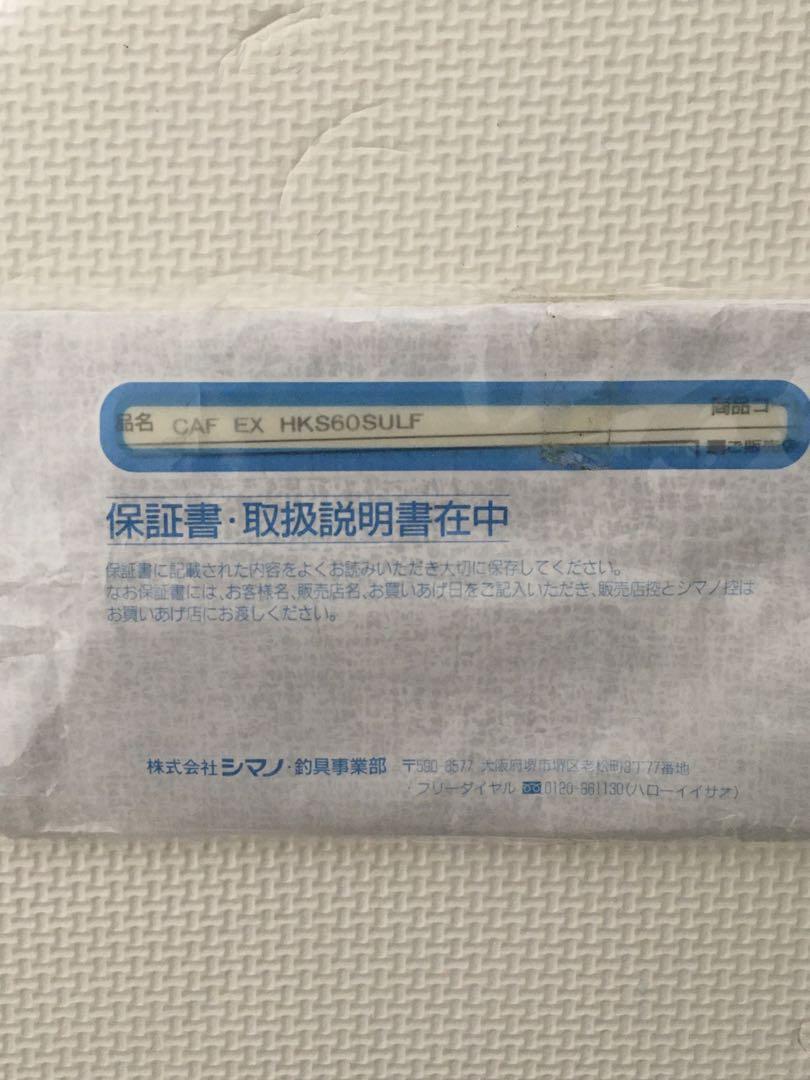 品名 CAF EX HKS60SULF 商品コ
ご販売
保証書・取扱説明書在中
保証書に記載された内容をよくお読みいただき大切に保存してください。
なお保証書には、お客様名、販売店名、お買いあげ日をご記入いただき、販売店控とシマノ控は
お買いあげ店にお渡しください。
株式会社シマノ・釣具事業部 〒590-8577 大阪府堺市堺区老松町3丁77番地
・フリーダイヤル 0120-861130(ハローイイサオ)